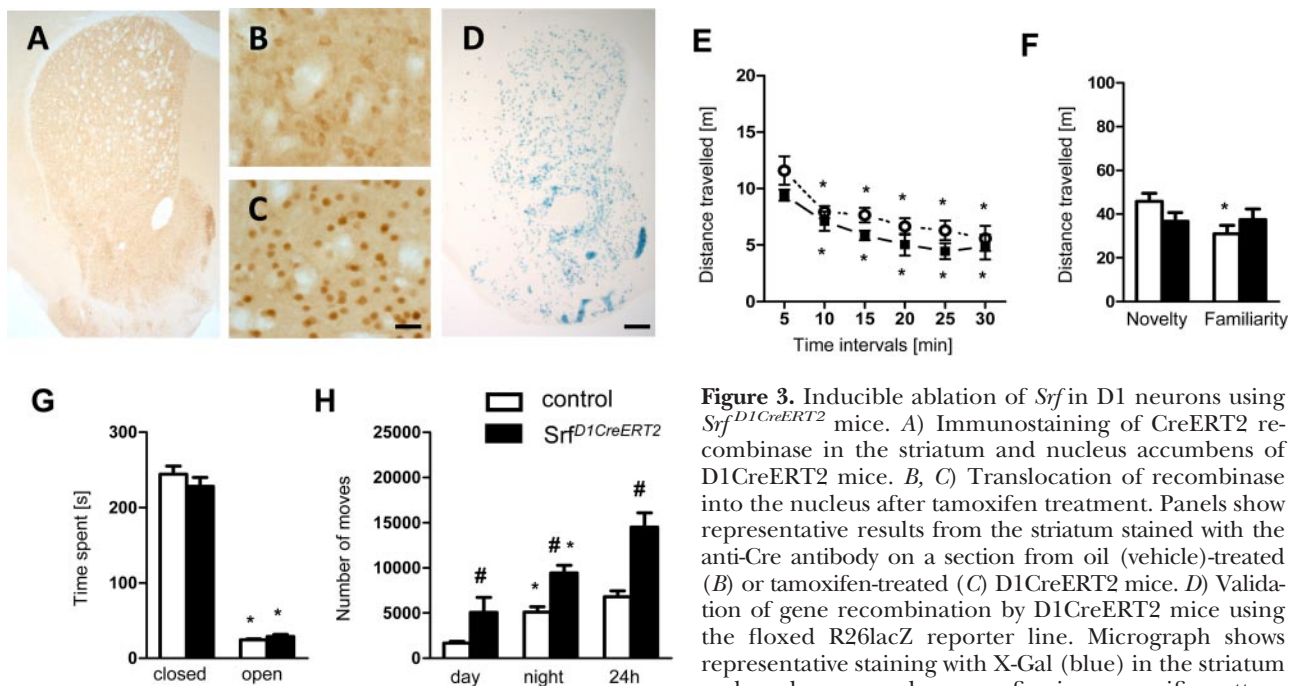 A
B
C
D
E
20
15
10
5
0
Distance travelled [m]
* * * * *
* * * * *
5 10 15 20 25 30
Time intervals [min]
F
100
80
60
40
20
0
Distance travelled [m]
*
Novelty Familiarity
G
300
200
100
0
Time spent [s]
* *
closed open
H
control
Srf^D1CreERT2
25000
20000
15000
10000
5000
0
Number of moves
# * # * #
day night 24h
Figure 3. Inducible ablation of Srf in D1 neurons using
Srf^D1CreERT2 mice. A) Immunostaining of CreERT2 re-
combinase in the striatum and nucleus accumbens of
D1CreERT2 mice. B, C) Translocation of recombinase
into the nucleus after tamoxifen treatment. Panels show
representative results from the striatum stained with the
anti-Cre antibody on a section from oil (vehicle)-treated
(B) or tamoxifen-treated (C) D1CreERT2 mice. D) Valida-
tion of gene recombination by D1CreERT2 mice using
the floxed R26lacZ reporter line. Micrograph shows
representative staining with X-Gal (blue) in the striatum